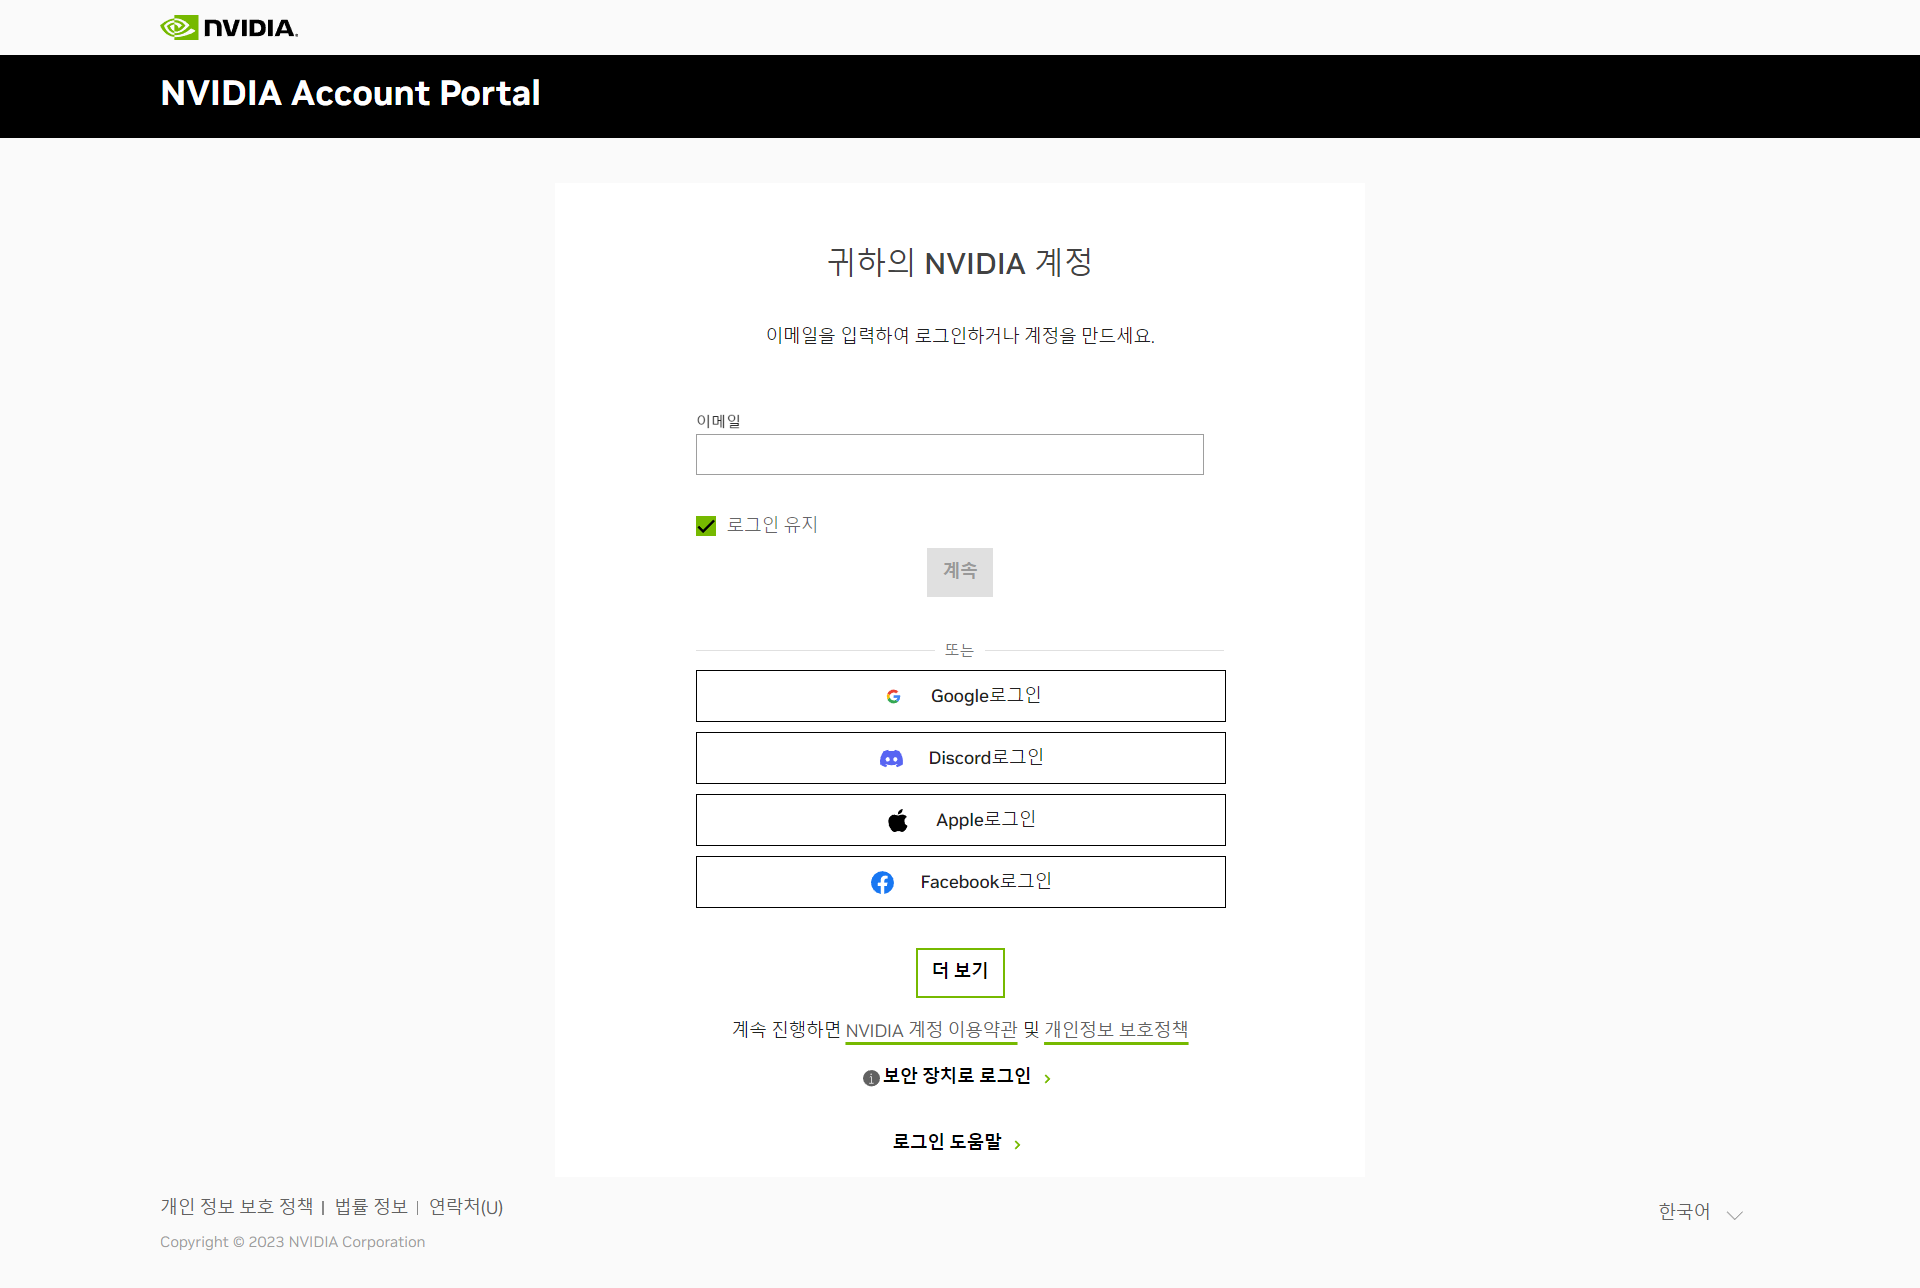 NVIDIA.
NVIDIA Account Portal
귀하의 NVIDIA 계정
이메일을 입력하여 로그인하거나 계정을 만드세요.
이메일
로그인 유지
계속
또는
Google로그인
Discord로그인
Apple로그인
Facebook로그인
더 보기
계속 진행하면 NVIDIA 계정 이용약관 및 개인정보 보호정책
보안 장치로 로그인
로그인 도움말
개인 정보 보호 정책 | 법률 정보 | 연락처(U)
한국어
Copyright © 2023 NVIDIA Corporation